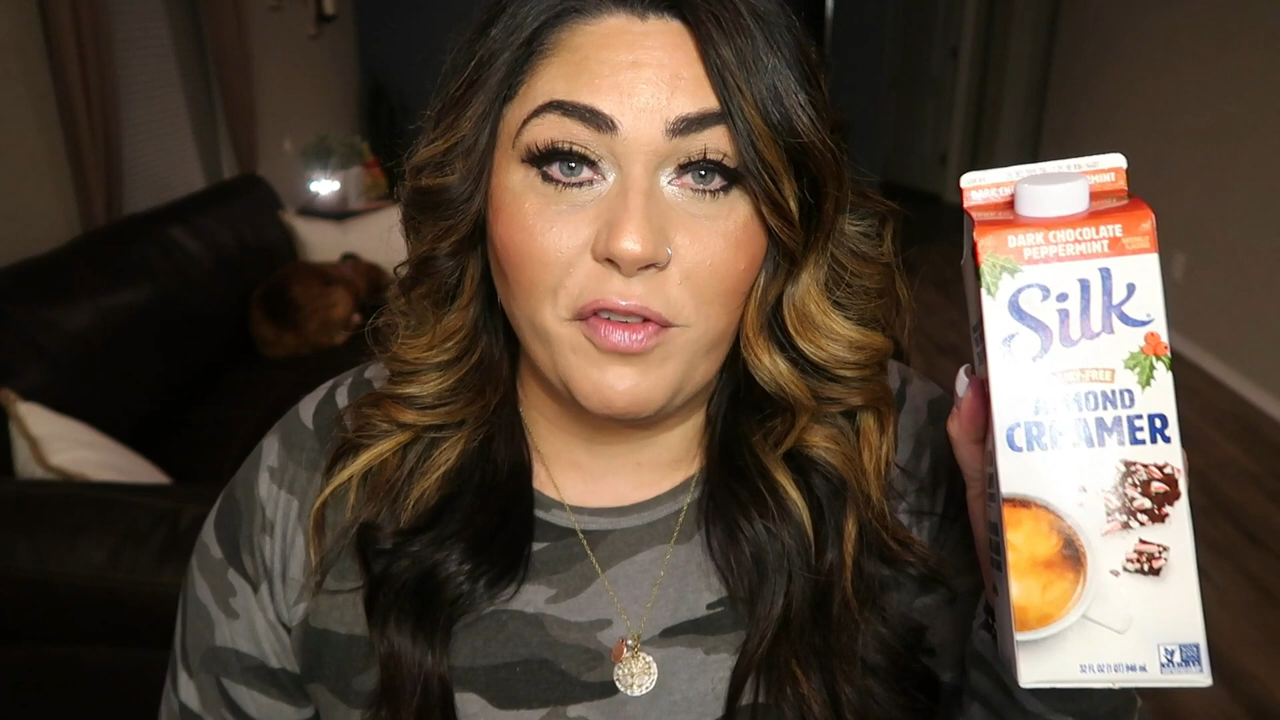 DARK CHOCOLATE
PEPPERMINT
Silk
ALMOND
CREAMER
32 FL OZ (1 QT) 946 mL